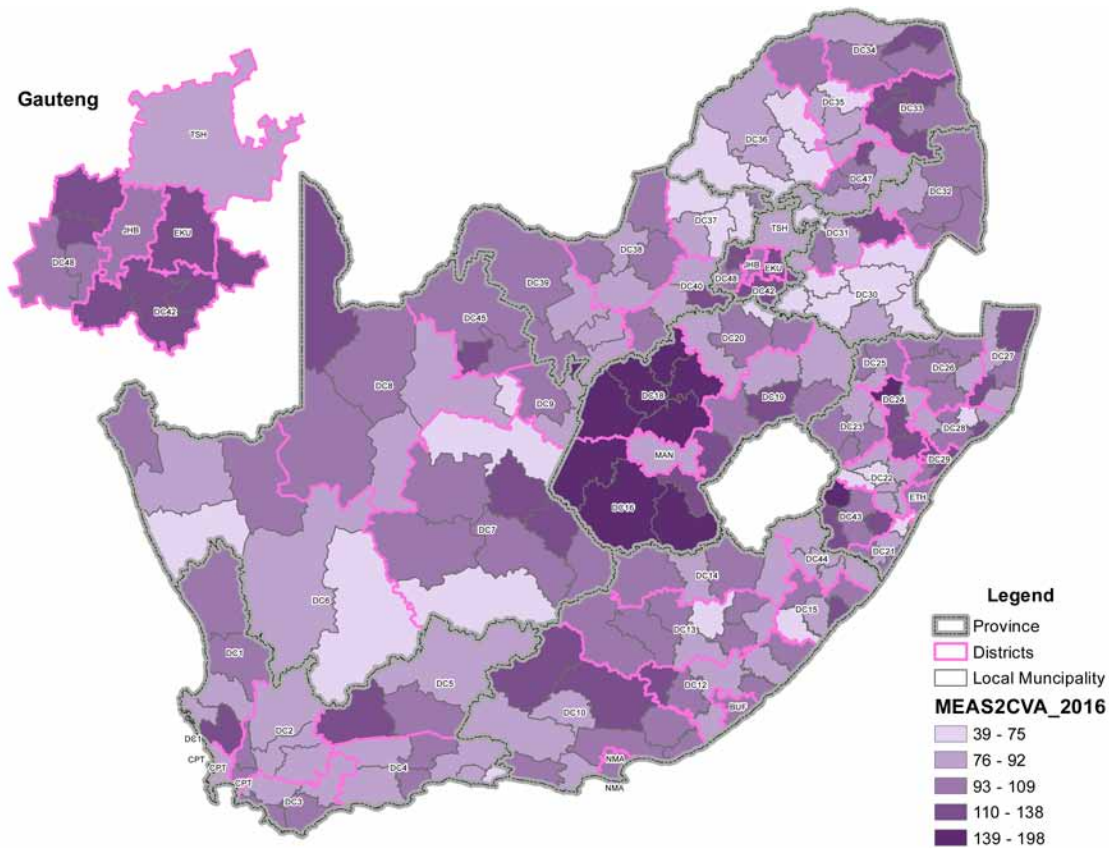 Gauteng
TSH
JHB
EKU
DC48
DC42
DC34
DC35
DC33
DC36
DC47
DC32
DC37
TSH
DC31
DC38
DC39
DC40
DC48
JHB
EKU
DC42
DC30
DC45
DC20
DC8
DC9
DC18
DC19
DC25
DC26
DC27
DC24
DC23
DC28
DC29
MAN
DC22
ETH
DC16
DC43
DC21
DC7
DC44
DC14
DC6
DC15
DC13
DC1
DC5
DC12
BUF
DC10
DC2
DC1
CPT
CPT
CPT
DC4
DC3
NMA
NMA
Legend
Province
Districts
Local Muncipality
MEAS2CVA_2016
39 - 75
76 - 92
93 - 109
110 - 138
139 - 198